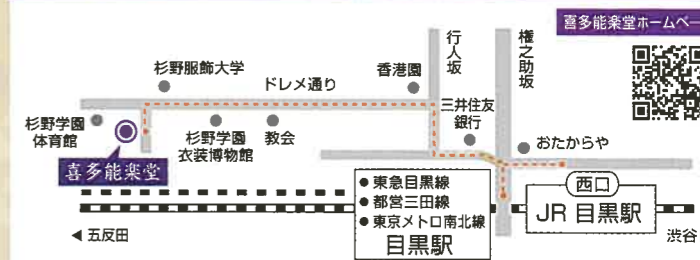 喜多能楽堂ホームペー
行人坂
権之助坂
杉野服飾大学
ドレメ通り
香港園
三井住友
銀行
杉野学園
体育館
杉野学園
衣装博物館
教会
おたからや
喜多能楽堂
● 東急目黒線
● 都営三田線
● 東京メトロ南北線
目黒駅
西口
JR 目黒駅
◀ 五反田
渋谷